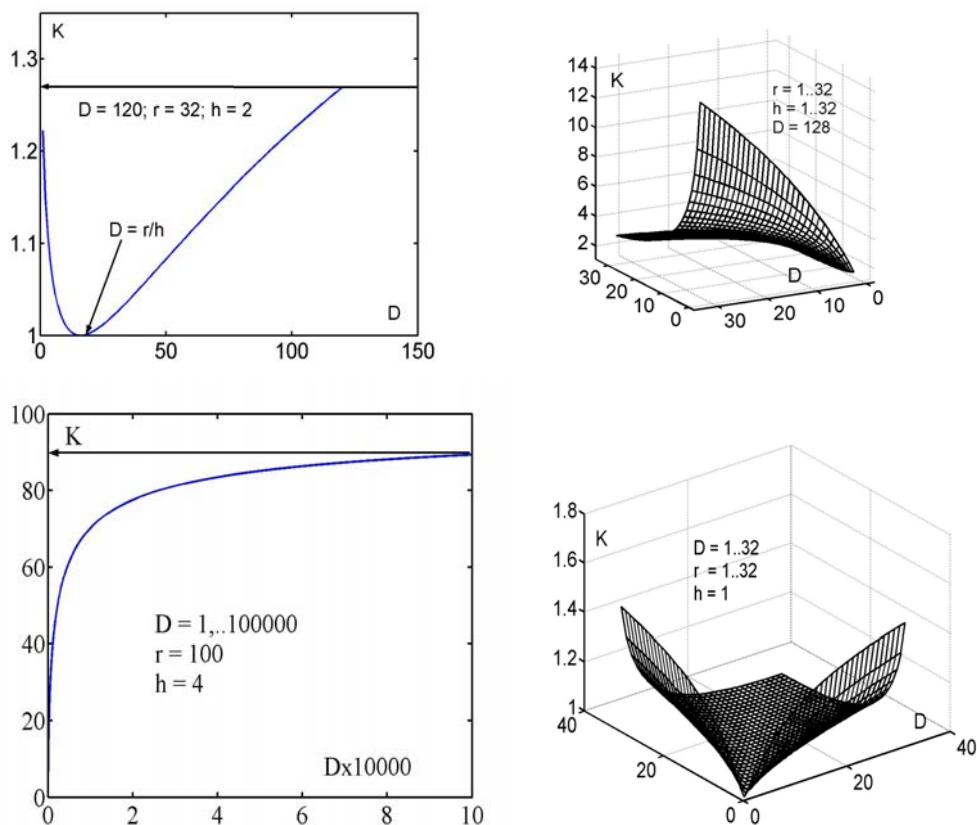 K
1.3
D = 120; r = 32; h = 2
1.2
D = r/h
1.1
D
1
0 50 100 150
14
K
12
r = 1..32
h = 1..32
D = 128
10
8
6
4
2
D
30 20 10 0
30 20 10 0
100
K
80
60
40
D = 1,..100000
r = 100
h = 4
20
Dx10000
0
0 2 4 6 8 10
1.8
K
1.6
D = 1..32
r = 1..32
h = 1
1.4
1.2
1
D
40 20 0
0 20 40